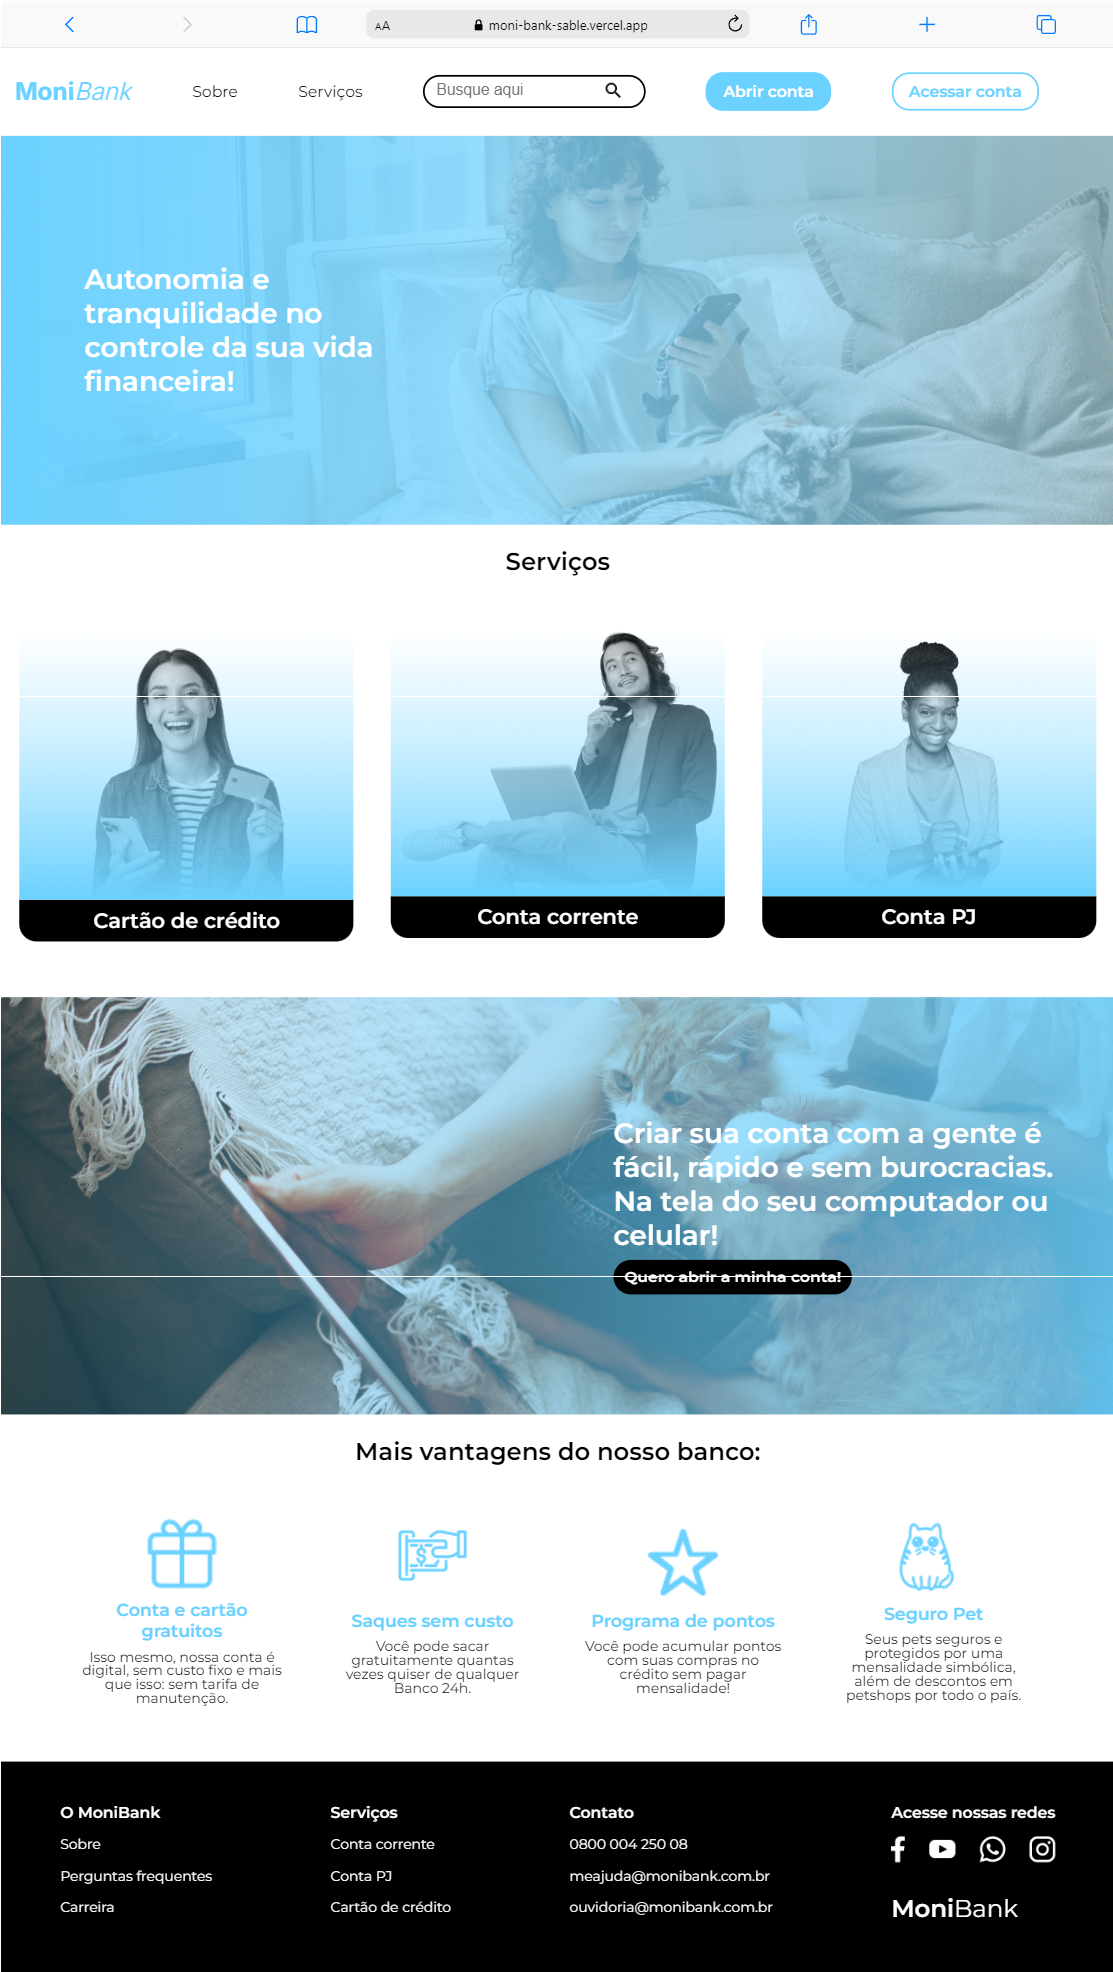 AA moni-bank-sable.vercel.app
MoniBank Sobre Serviços Busque aqui Abrir conta Acessar conta
Autonomia e
tranquilidade no
controle da sua vida
financeira!
Serviços
Cartão de crédito
Conta corrente
Conta PJ
Criar sua conta com a gente é
fácil, rápido e sem burocracias.
Na tela do seu computador ou
celular!
Quero abrir a minha conta!
Mais vantagens do nosso banco:
Conta e cartão
gratuitos
Isso mesmo, nossa conta é
digital, sem custo fixo e mais
que isso: sem tarifa de
manutenção.
Saques sem custo
Você pode sacar
gratuitamente quantas
vezes quiser de qualquer
Banco 24h.
Programa de pontos
Você pode acumular pontos
com suas compras no
crédito sem pagar
mensalidade!
Seguro Pet
Seus pets seguros e
protegidos por uma
mensalidade simbólica,
além de descontos em
petshops por todo o país.
O MoniBank
Sobre
Perguntas frequentes
Carreira
Serviços
Conta corrente
Conta PJ
Cartão de crédito
Contato
0800 004 250 08
meajuda@monibank.com.br
ouvidoria@monibank.com.br
Acesse nossas redes
MoniBank